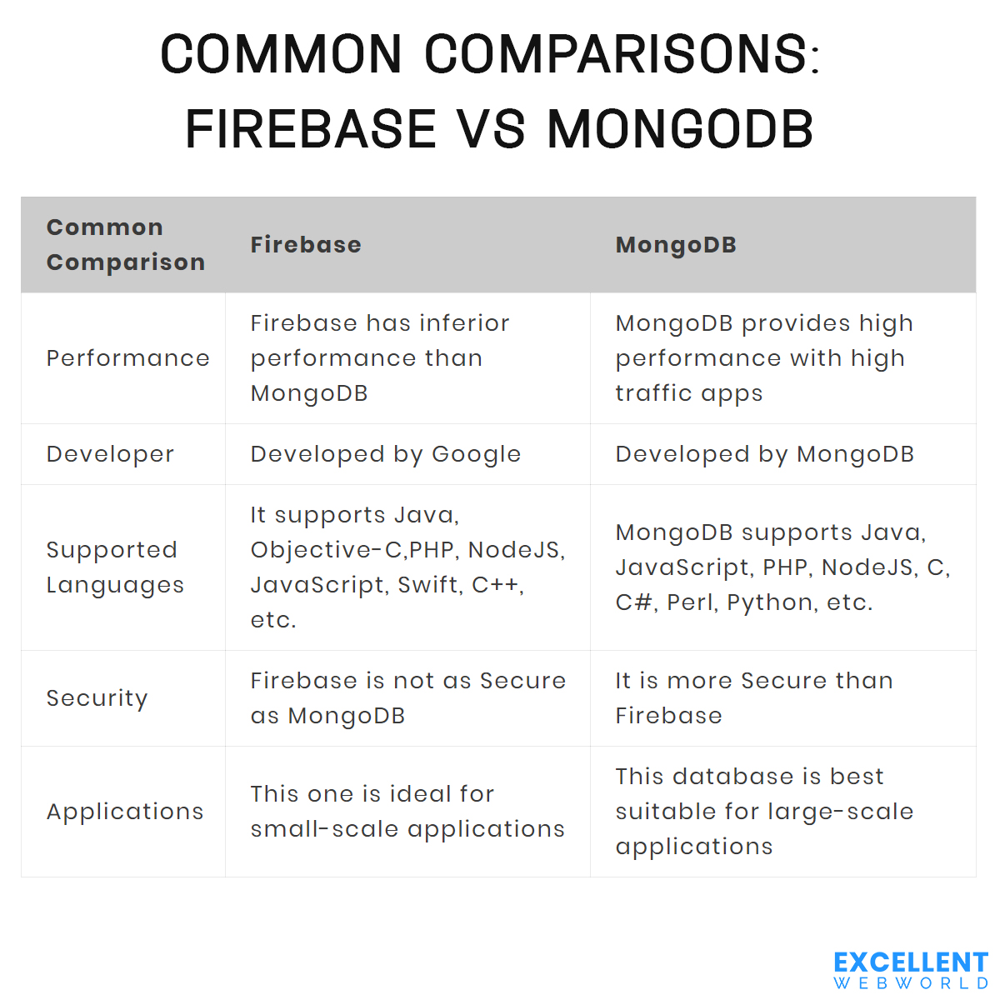 COMMON COMPARISONS:
FIREBASE VS MONGODB
Common
Comparison
Firebase
MongoDB
Performance
Firebase has inferior
performance than
MongoDB
MongoDB provides high
performance with high
traffic apps
Developer
Developed by Google
Developed by MongoDB
Supported
Languages
It supports Java,
Objective-C,PHP, NodeJS,
JavaScript, Swift, C++,
etc.
MongoDB supports Java,
JavaScript, PHP, NodeJS, C,
C#, Perl, Python, etc.
Security
Firebase is not as Secure
as MongoDB
It is more Secure than
Firebase
Applications
This one is ideal for
small-scale applications
This database is best
suitable for large-scale
applications
EXCELLENT
WEBWORLD